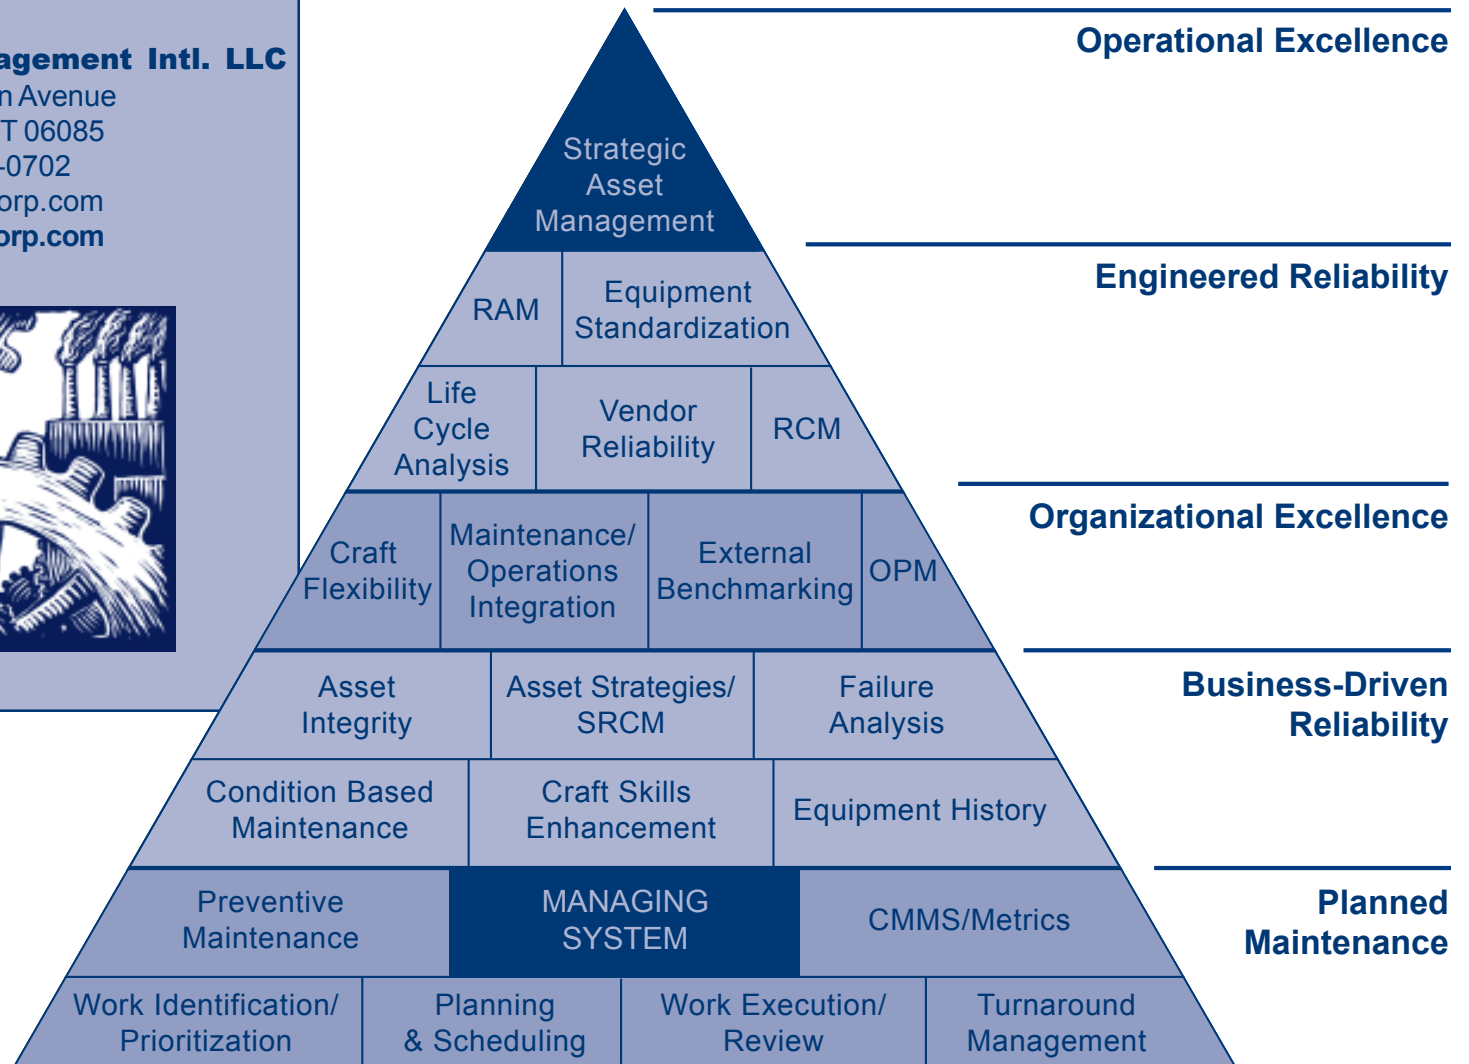 agement Intl. LLC
n Avenue
T 06085
-0702
orp.com
orp.com
Operational Excellence
Strategic
Asset
Management
Engineered Reliability
RAM
Equipment
Standardization
Life
Cycle
Analysis
Vendor
Reliability
RCM
Organizational Excellence
Craft
Flexibility
Maintenance/
Operations
Integration
External
Benchmarking
OPM
Business-Driven
Reliability
Asset
Integrity
Asset Strategies/
SRCM
Failure
Analysis
Condition Based
Maintenance
Craft Skills
Enhancement
Equipment History
Planned
Maintenance
Preventive
Maintenance
MANAGING
SYSTEM
CMMS/Metrics
Work Identification/
Prioritization
Planning
& Scheduling
Work Execution/
Review
Turnaround
Management